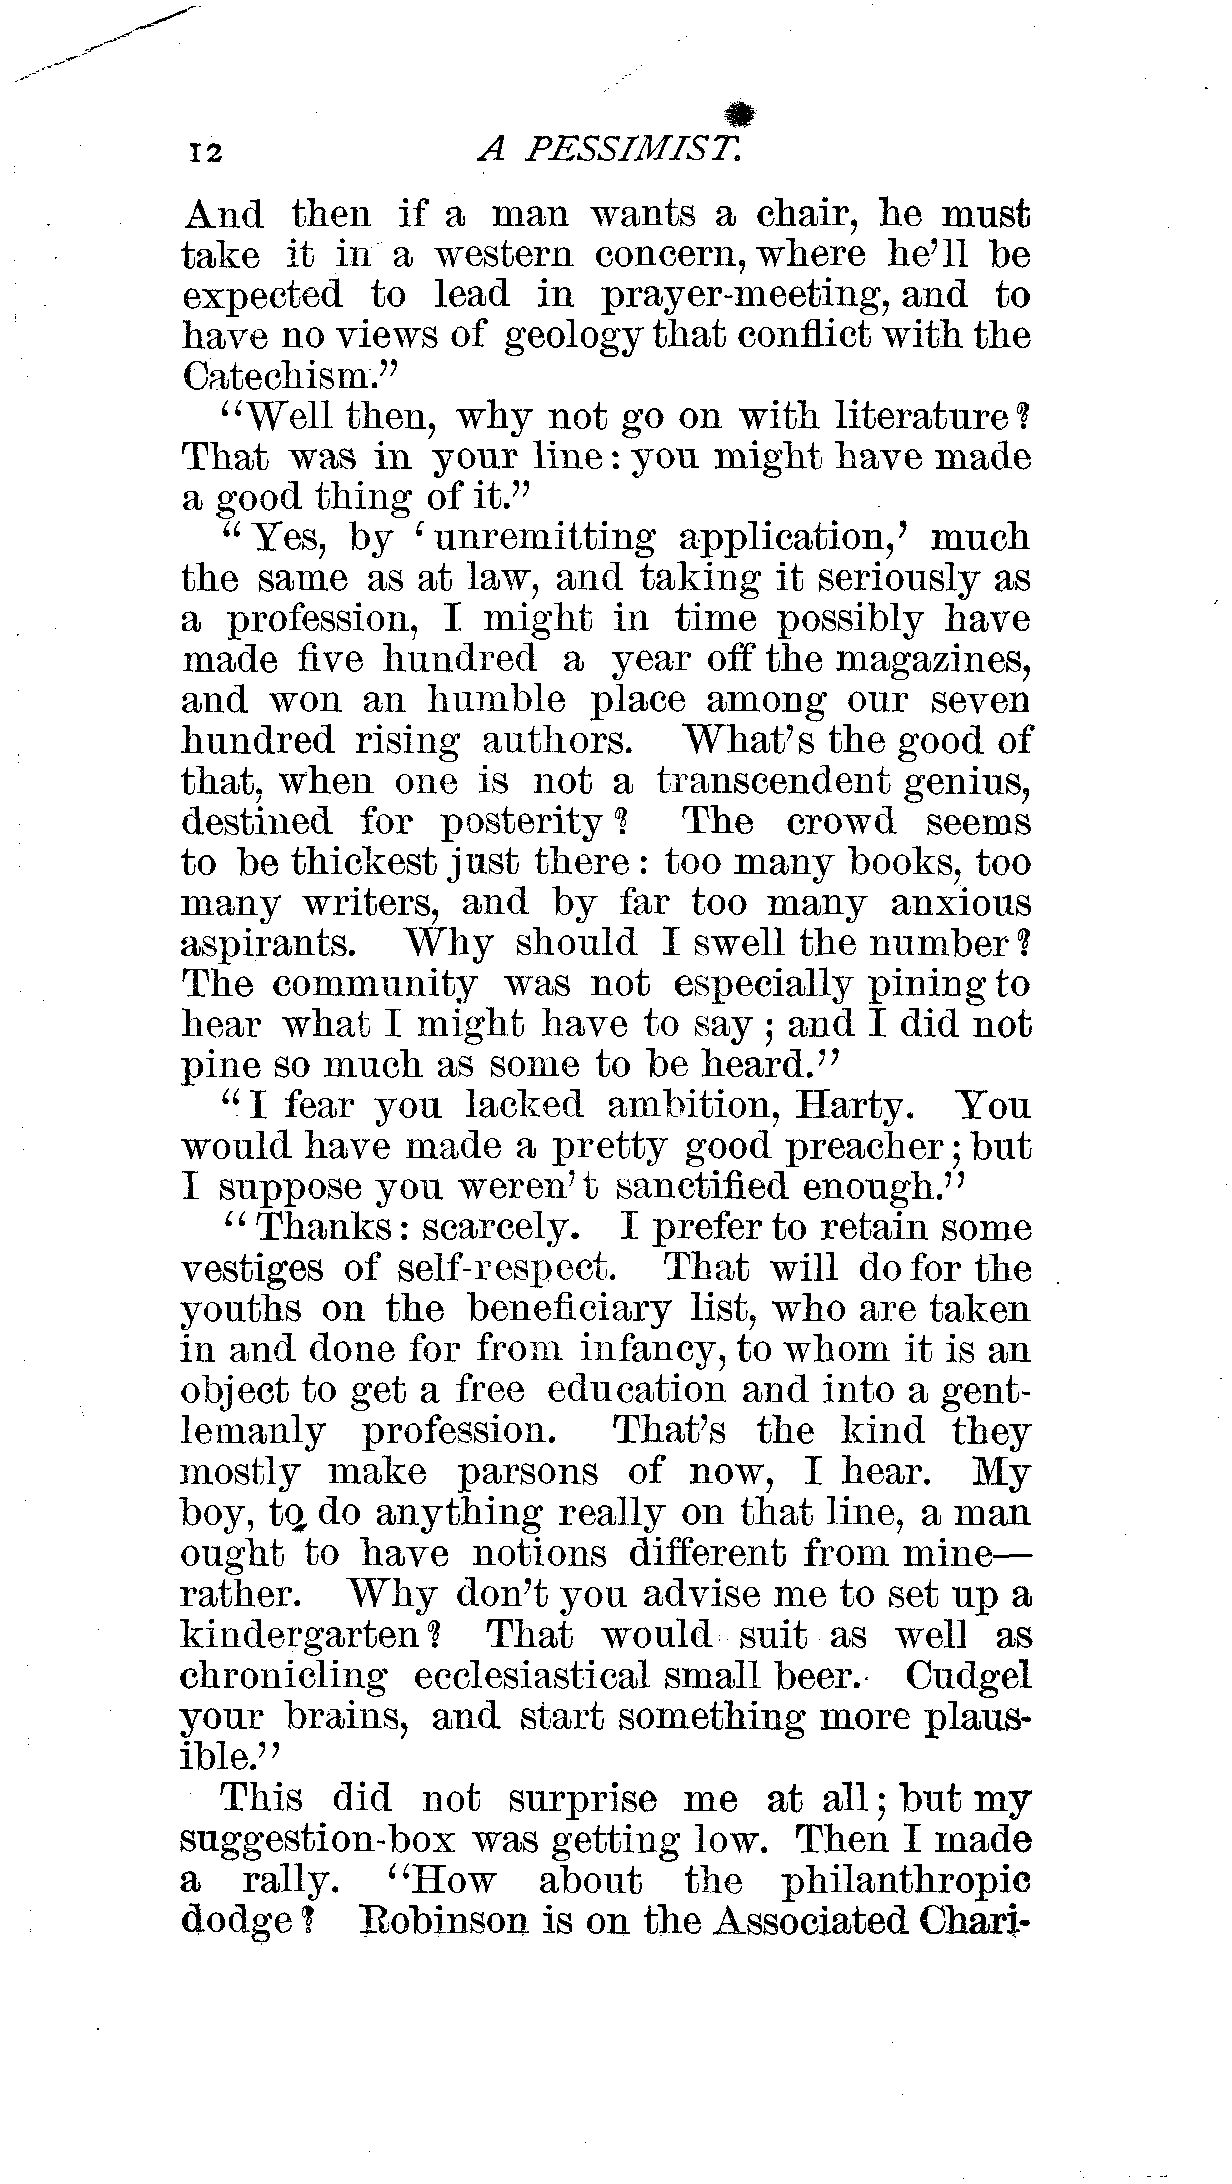 12 A PESSIMIST.
And then if a man wants a chair, he must
take it in a western concern, where he'll be
expected to lead in prayer-meeting, and to
have no views of geology that conflict with the
Catechism."
"Well then, why not go on with literature?
That was in your line: you might have made
a good thing of it."
"Yes, by 'unremitting application,' much
the same as at law, and taking it seriously as
a profession, I might in time possibly have
made five hundred a year off the magazines,
and won an humble place among our seven
hundred rising authors. What's the good of
that, when one is not a transcendent genius,
destined for posterity? The crowd seems
to be thickest just there: too many books, too
many writers, and by far too many anxious
aspirants. Why should I swell the number?
The community was not especially pining to
hear what I might have to say; and I did not
pine so much as some to be heard."
"I fear you lacked ambition, Harty. You
would have made a pretty good preacher; but
I suppose you weren't sanctified enough."
"Thanks: scarcely. I prefer to retain some
vestiges of self-respect. That will do for the
youths on the beneficiary list, who are taken
in and done for from infancy, to whom it is an
object to get a free education and into a gent-
lemanly profession. That's the kind they
mostly make parsons of now, I hear. My
boy, to do anything really on that line, a man
ought to have notions different from mine—
rather. Why don't you advise me to set up a
kindergarten? That would suit as well as
chronicling ecclesiastical small beer. Cudgel
your brains, and start something more plaus-
ible."
This did not surprise me at all; but my
suggestion-box was getting low. Then I made
a rally. "How about the philanthropic
dodge? Robinson is on the Associated Chari-